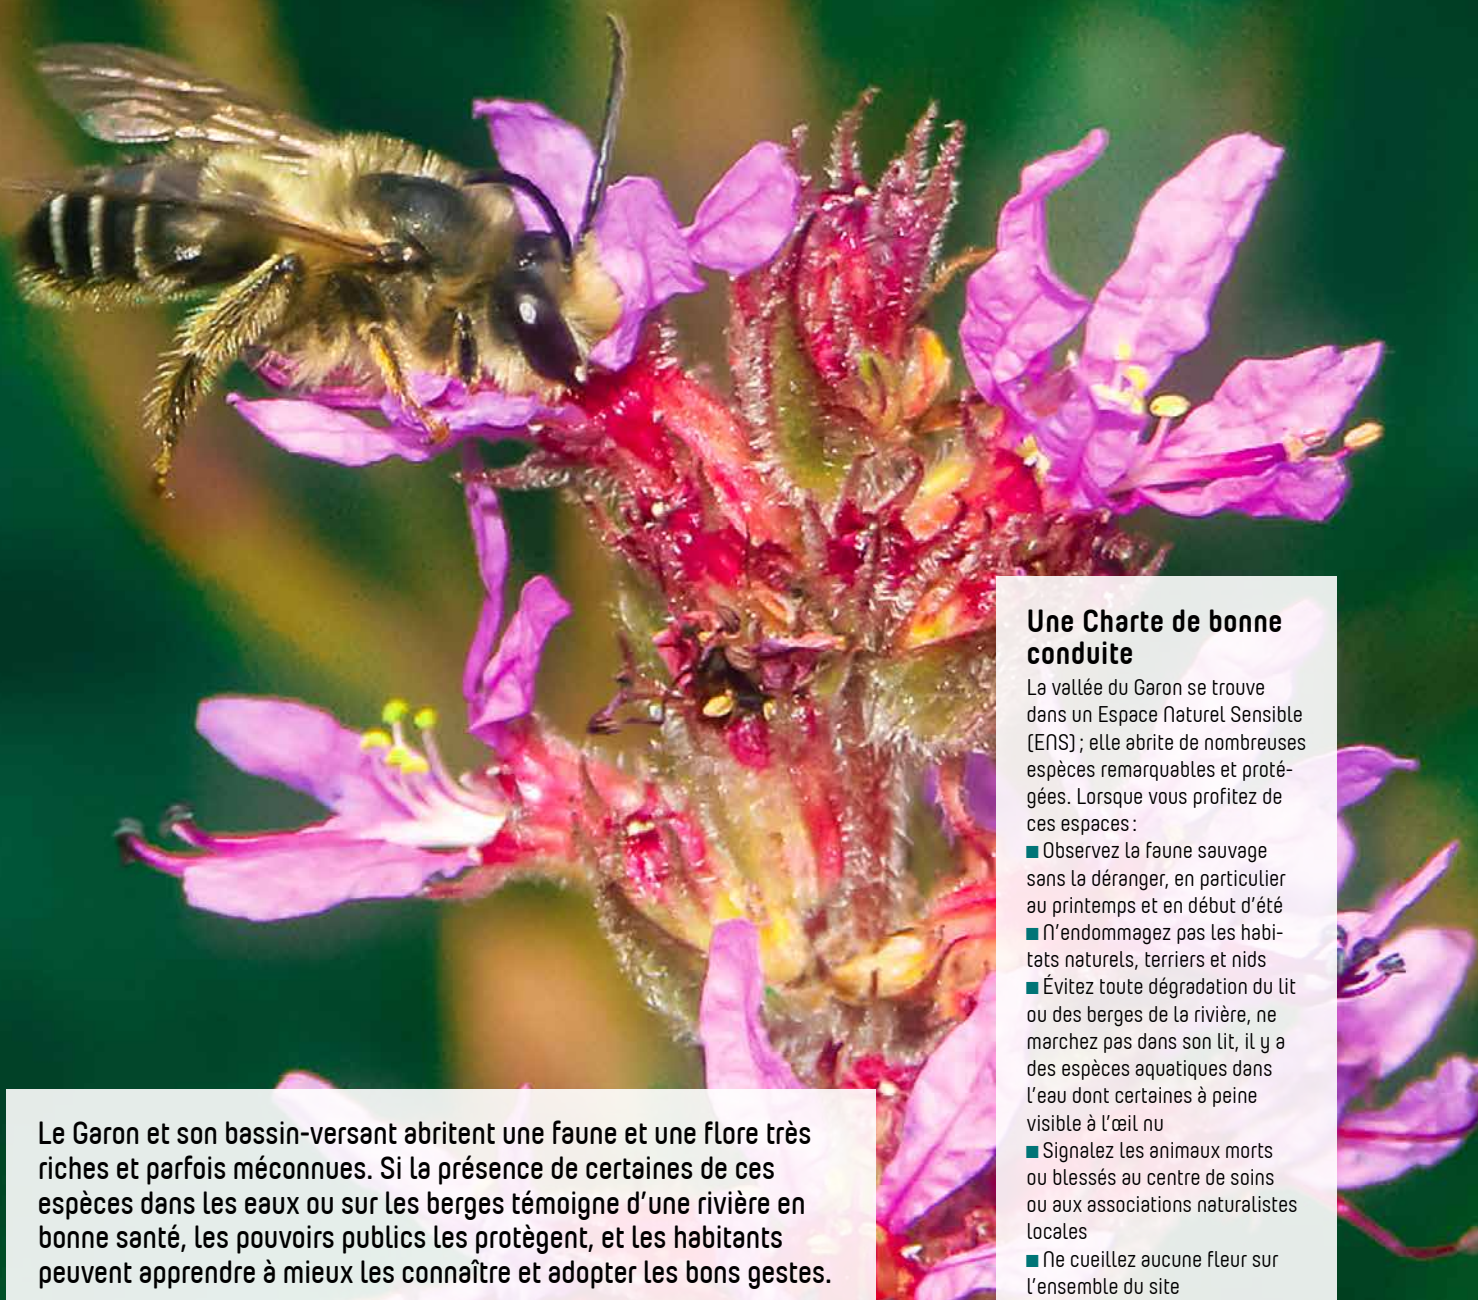 Une Charte de bonne
conduite
La vallée du Garon se trouve
dans un Espace Naturel Sensible
(ENS) ; elle abrite de nombreuses
espèces remarquables et proté-
gées. Lorsque vous profitez de
ces espaces :
■ Observez la faune sauvage
sans la déranger, en particulier
au printemps et en début d'été
■ N'endommagez pas les habi-
tats naturels, terriers et nids
■ Évitez toute dégradation du lit
ou des berges de la rivière, ne
marchez pas dans son lit, il y a
des espèces aquatiques dans
l'eau dont certaines à peine
visible à l'œil nu
■ Signalez les animaux morts
ou blessés au centre de soins
ou aux associations naturalistes
locales
■ Ne cueillez aucune fleur sur
l'ensemble du site
Le Garon et son bassin-versant abritent une faune et une flore très
riches et parfois méconnues. Si la présence de certaines de ces
espèces dans les eaux ou sur les berges témoigne d'une rivière en
bonne santé, les pouvoirs publics les protègent, et les habitants
peuvent apprendre à mieux les connaître et adopter les bons gestes.